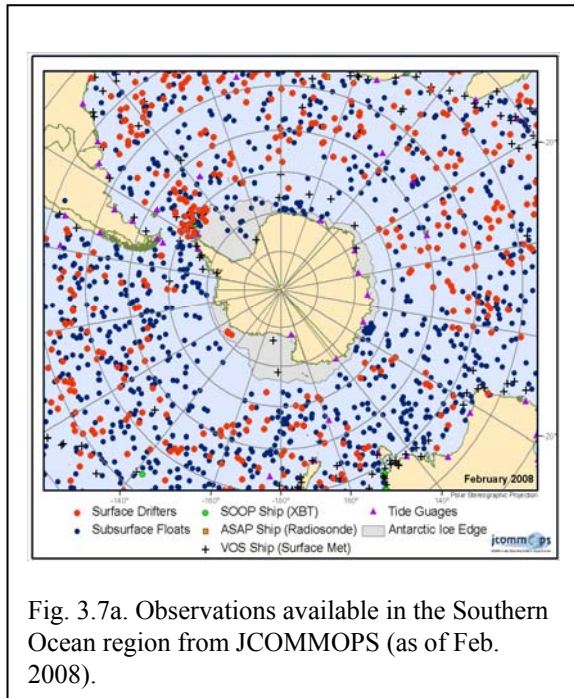 -20°
-20°
February 2008
Polar Stereographic Projection
-140° -160° 160° 140°
Surface Drifters SOOP Ship (XBT) Tide Guages
Subsurface Floats ASAP Ship (Radiosonde) Antarctic Ice Edge
VOS Ship (Surface Met)
jcommops
Fig. 3.7a. Observations available in the Southern
Ocean region from JCOMMOPS (as of Feb.
2008).